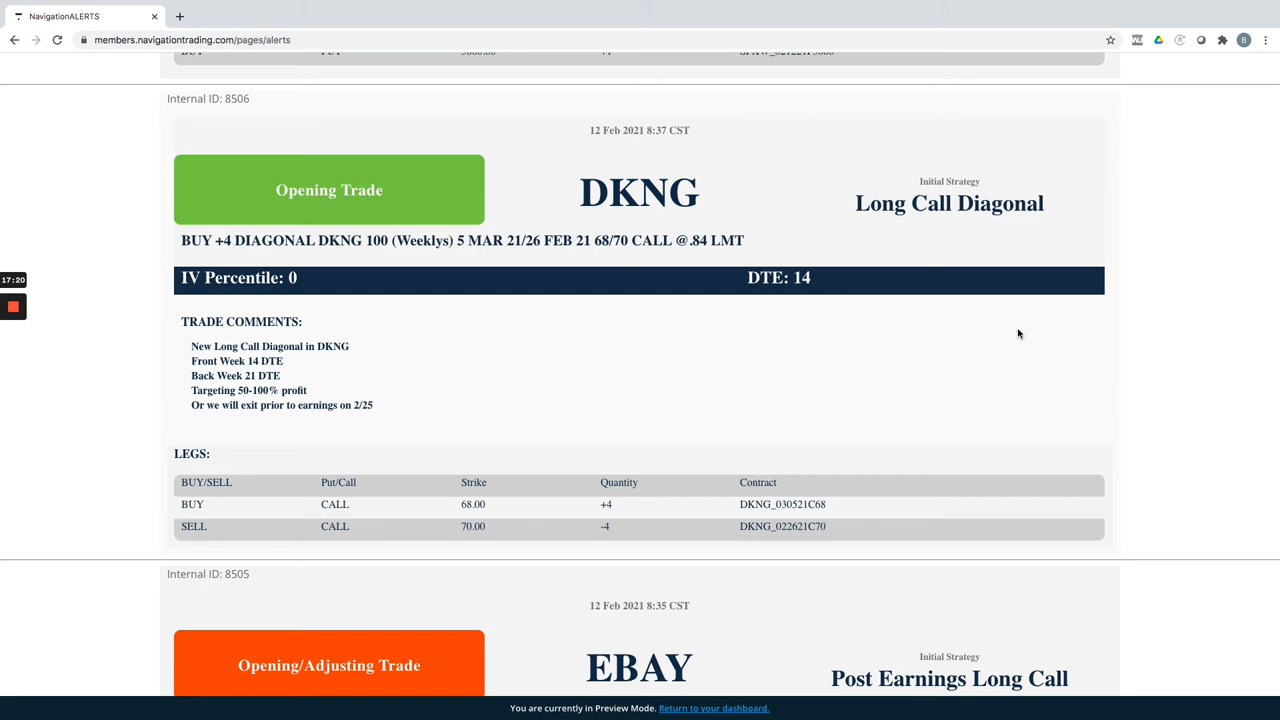 NavigationALERTS
members.navigationtrading.com/pages/alerts
B
BUY PUT +1
Internal ID: 8506
12 Feb 2021 8:37 CST
Opening Trade
DKNG
Initial Strategy
Long Call Diagonal
BUY +4 DIAGONAL DKNG 100 (Weeklys) 5 MAR 21/26 FEB 21 68/70 CALL @.84 LMT
IV Percentile: 0 DTE: 14
17:20
TRADE COMMENTS:
New Long Call Diagonal in DKNG
Front Week 14 DTE
Back Week 21 DTE
Targeting 50-100% profit
Or we will exit prior to earnings on 2/25
LEGS:
BUY/SELL Put/Call Strike Quantity Contract
BUY CALL 68.00 +4 DKNG_030521C68
SELL CALL 70.00 -4 DKNG_022621C70
Internal ID: 8505
12 Feb 2021 8:35 CST
Opening/Adjusting Trade
EBAY
Initial Strategy
Post Earnings Long Call
You are currently in Preview Mode. Return to your dashboard.